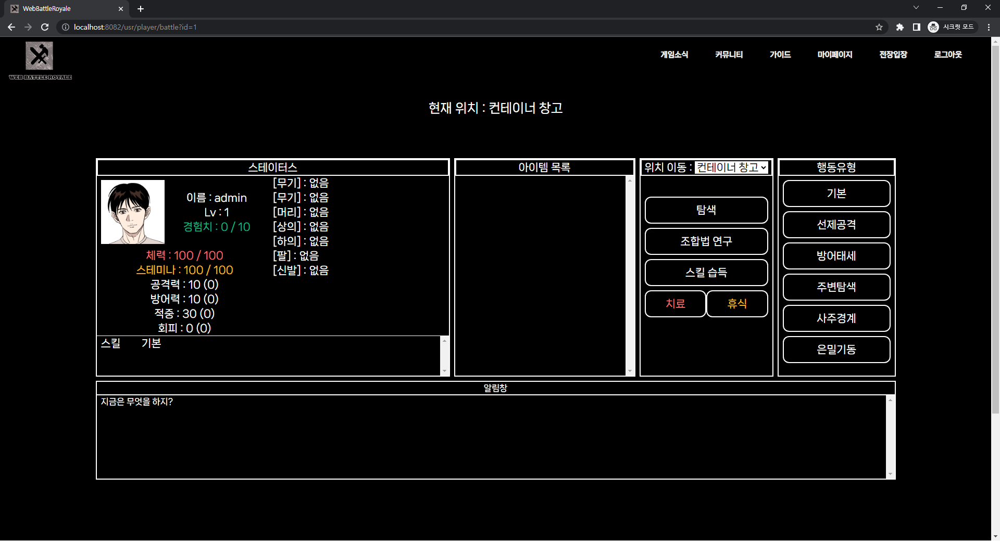 WebBattleRoyale
localhost:8082/usr/player/battle?id=1
시크릿 모드
WEB BATTLE ROYALE
게임소식 커뮤니티 가이드 마이페이지 전장입장 로그아웃
현재 위치 : 컨테이너 창고
스테이터스
이름 : admin
Lv : 1
경험치 : 0 / 10
체력 : 100 / 100
스테미나 : 100 / 100
공격력 : 10 (0)
방어력 : 10 (0)
적중 : 30 (0)
회피 : 0 (0)
[무기] : 없음
[무기] : 없음
[머리] : 없음
[상의] : 없음
[하의] : 없음
[팔] : 없음
[신발] : 없음
스킬 기본
아이템 목록
위치 이동 : 컨테이너 창고
탐색
조합법 연구
스킬 습득
치료 휴식
행동유형
기본
선제공격
방어태세
주변탐색
사주경계
은밀기동
알림창
지금은 무엇을 하지?